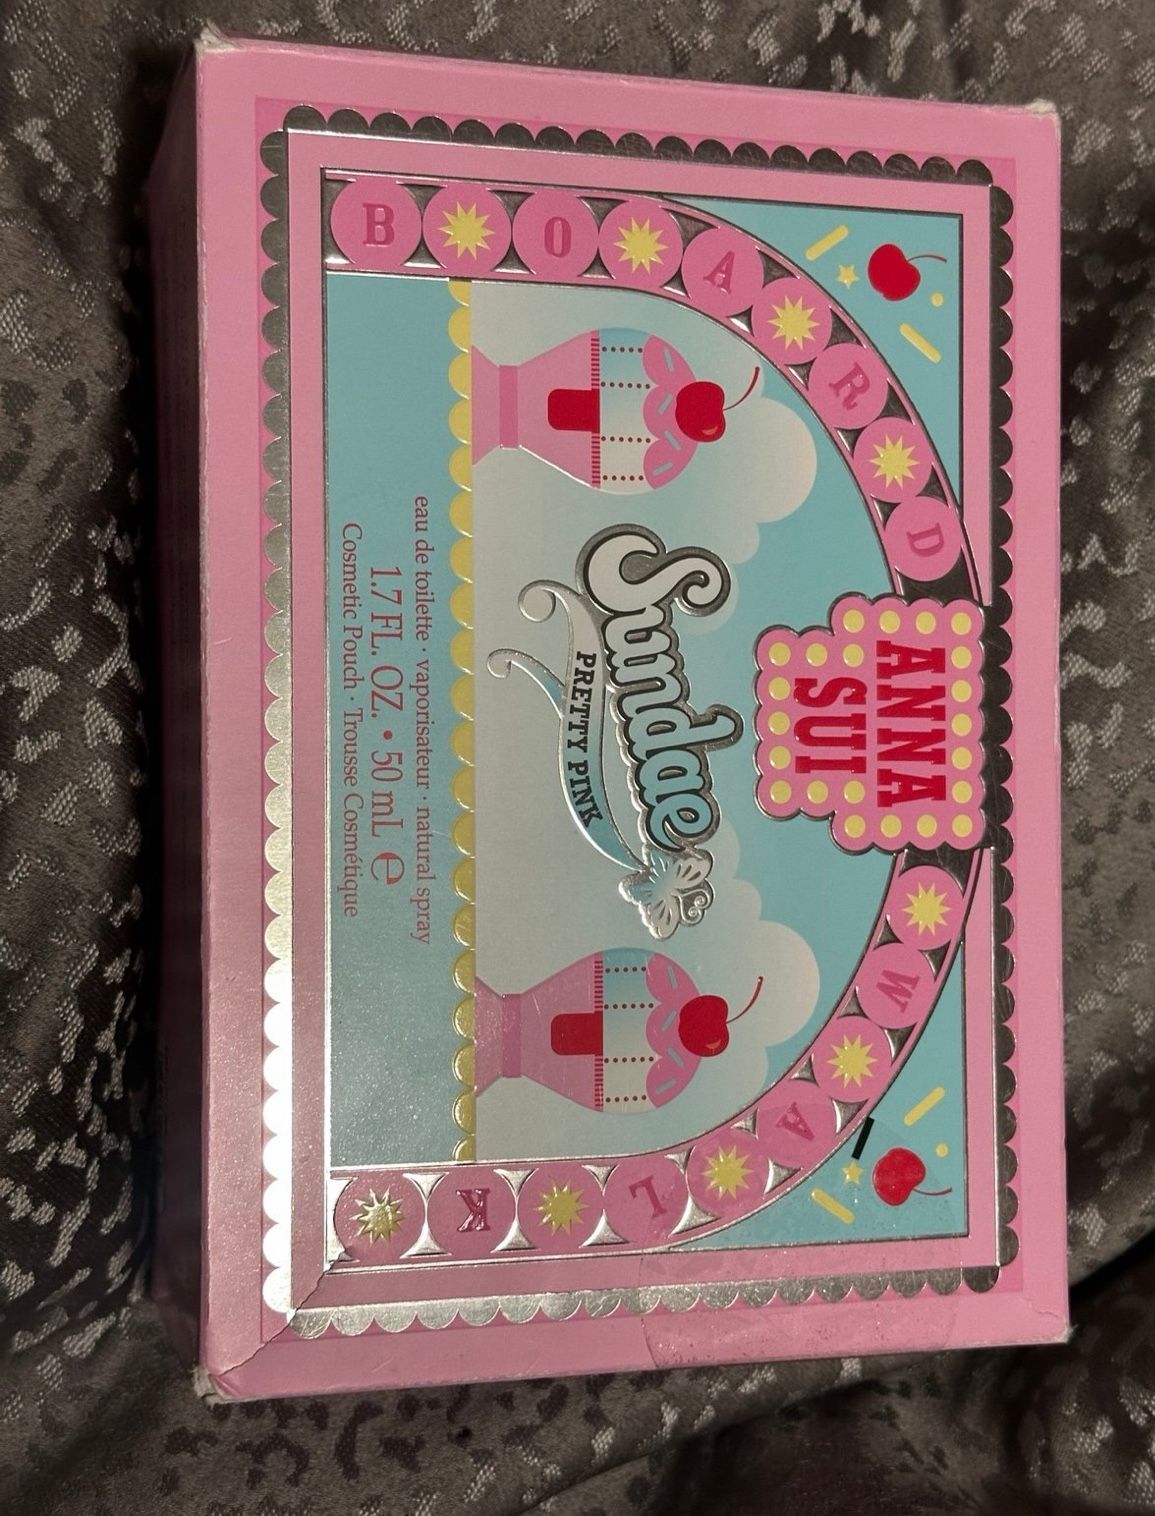 BOARDWALK
ANNA
SUI
Sundae
PRETTY PINK
eau de toilette · vaporisateur · natural spray
1.7 FL. OZ. • 50 mL ℮
Cosmetic Pouch · Trousse Cosmétique